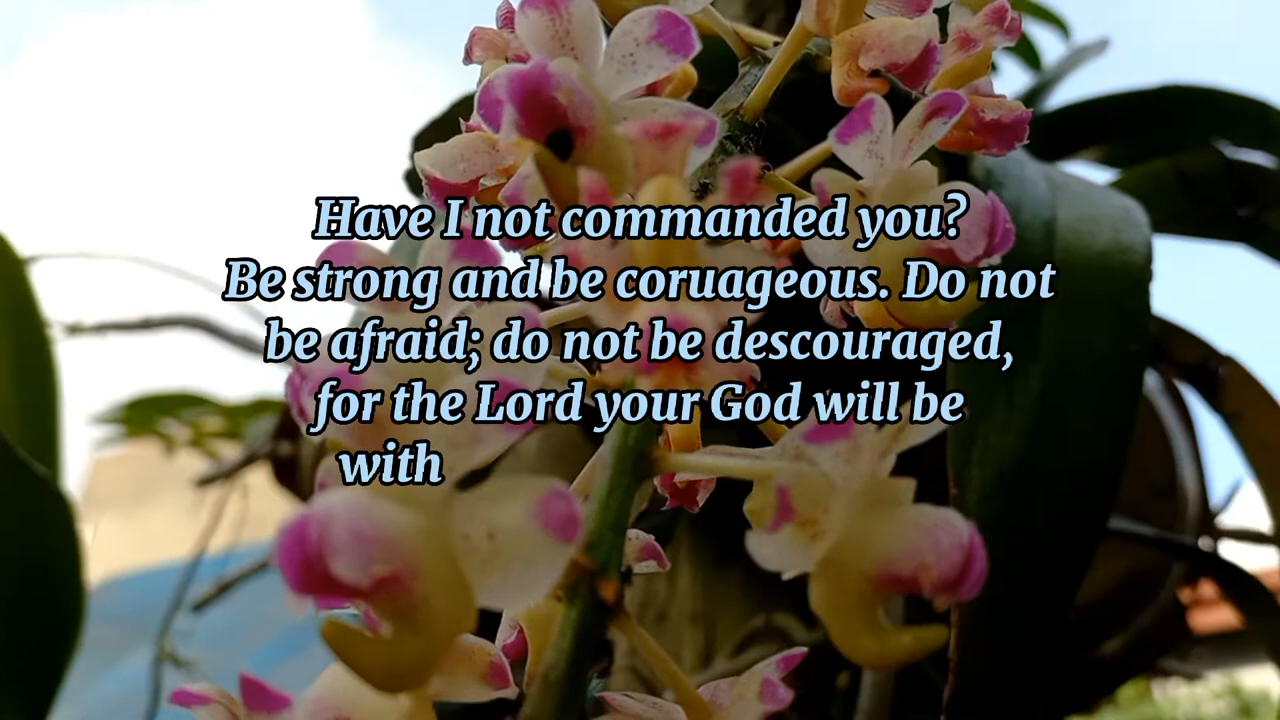 Have I not commanded you?
Be strong and be coruageous. Do not
be afraid; do not be descouraged,
for the Lord your God will be
with